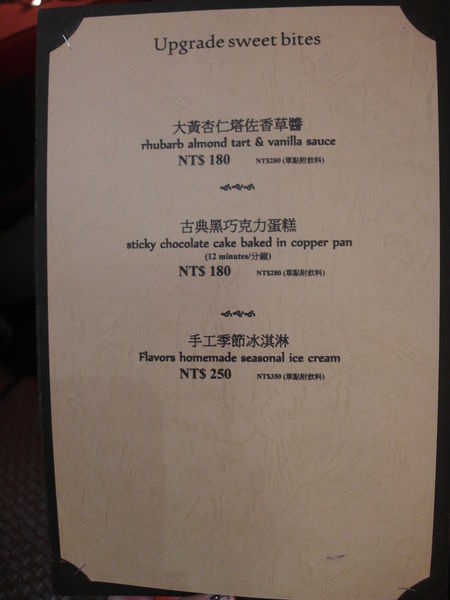 Upgrade sweet bites
大黃杏仁塔佐香草醬
rhubarb almond tart & vanilla sauce
NT$ 180 NT$280 (單點附飲料)
古典黑巧克力蛋糕
sticky chocolate cake baked in copper pan
(12 minutes/分鐘)
NT$ 180 NT$280 (單點附飲料)
手工季節冰淇淋
Flavors homemade seasonal ice cream
NT$ 250 NT$350 (單點附飲料)